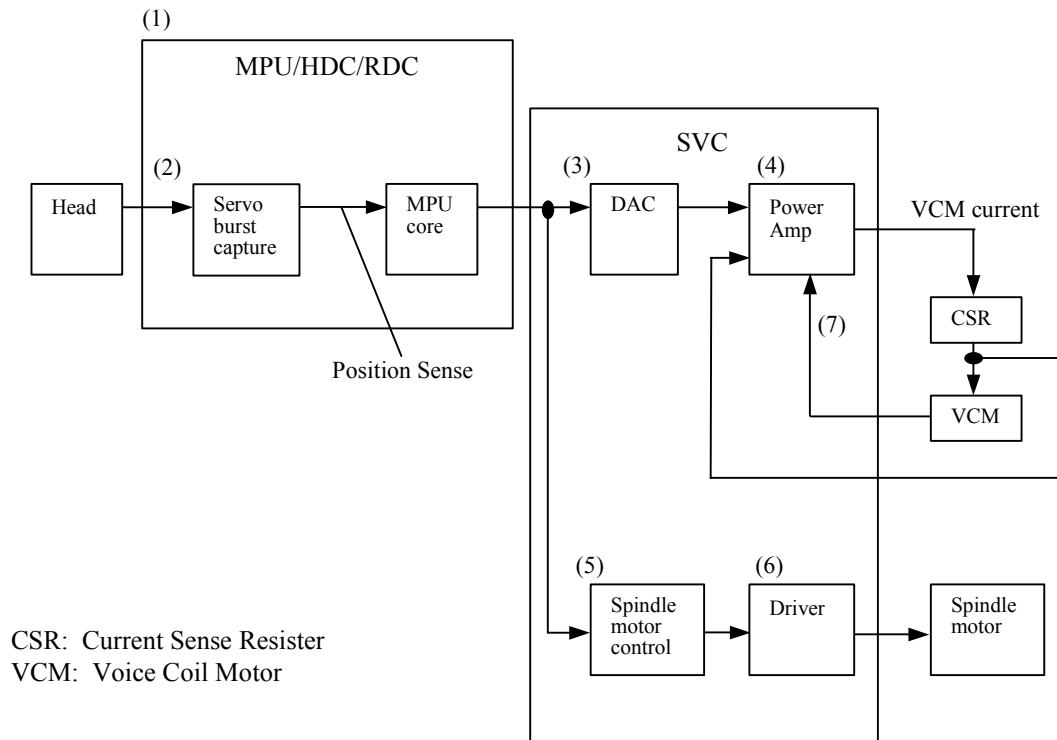 (1)
MPU/HDC/RDC
SVC
(2)
(3)
(4)
Head
Servo
burst
capture
MPU
core
DAC
Power
Amp
VCM current
(7)
CSR
Position Sense
VCM
(5)
(6)
Spindle
motor
control
Driver
Spindle
motor
CSR: Current Sense Resister
VCM: Voice Coil Motor